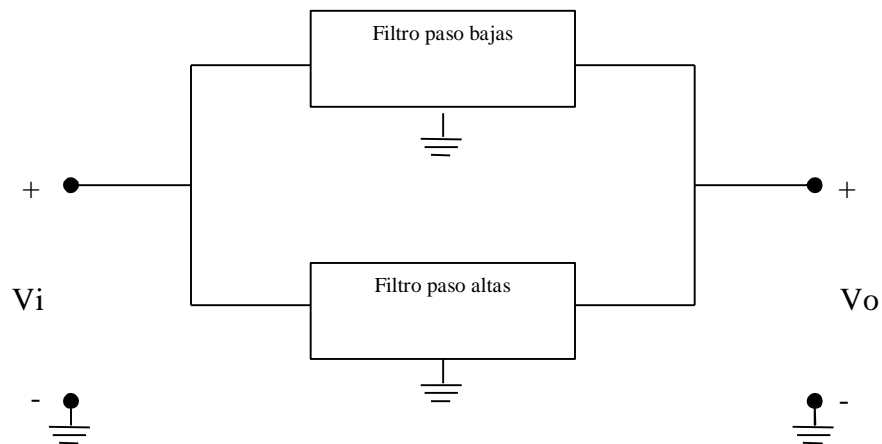 Filtro paso bajas
+ +
Filtro paso altas
Vi Vo
- -